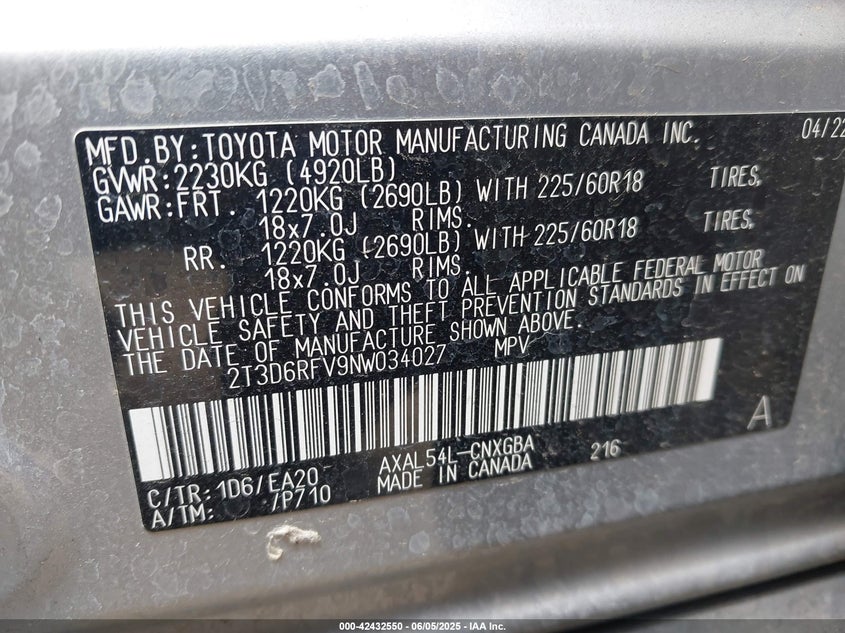 MFD.BY:TOYOTA MOTOR MANUFACTURING CANADA INC. 04/22
GVWR:2230KG (4920LB)
GAWR:FRT. 1220KG (2690LB) WITH 225/60R18 TIRES,
18x7.0J RIMS.
RR. 1220KG (2690LB) WITH 225/60R18 TIRES,
18x7.0J RIMS.
THIS VEHICLE CONFORMS TO ALL APPLICABLE FEDERAL MOTOR
VEHICLE SAFETY AND THEFT PREVENTION STANDARDS IN EFFECT ON
THE DATE OF MANUFACTURE SHOWN ABOVE.
2T3D6RFV9NW034027 MPV
A
C/TR:1D6/EA20 AXAL54L-CNXGBA 216
A/TM: /P710 MADE IN CANADA
000-42432550 - 06/05/2025 - IAA Inc.